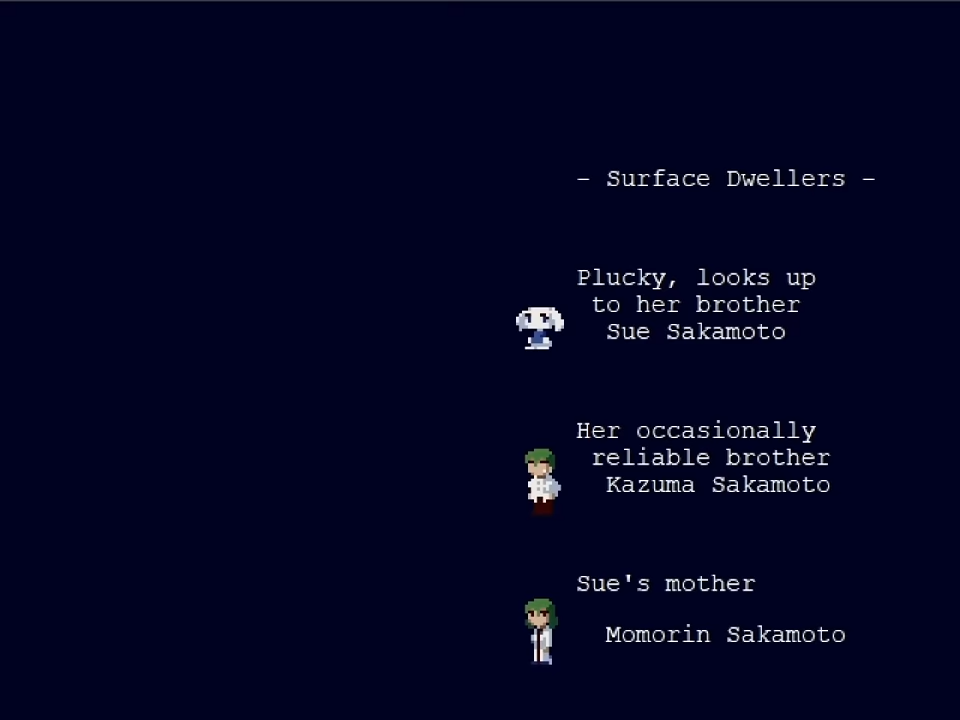 - Surface Dwellers -
Plucky, looks up
to her brother
Sue Sakamoto
Her occasionally
reliable brother
Kazuma Sakamoto
Sue's mother
Momorin Sakamoto